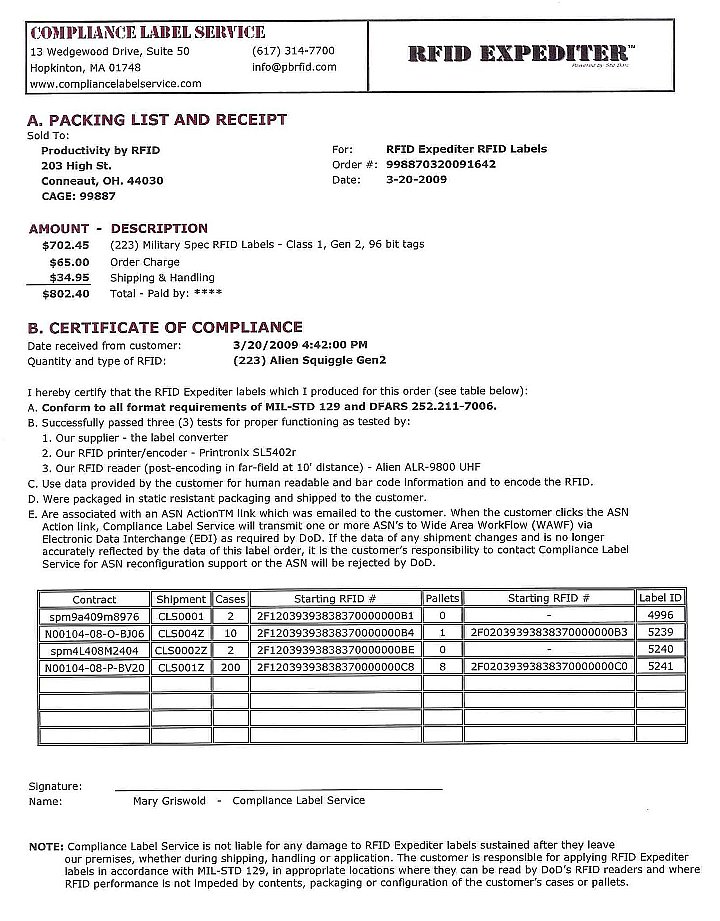 COMPLIANCE LABEL SERVICE
13 Wedgewood Drive, Suite 50 (617) 314-7700
Hopkinton, MA 01748 info@pbrfid.com
www.compliancelabelservice.com
RFID EXPEDITER™
A. PACKING LIST AND RECEIPT
Sold To:
Productivity by RFID For: RFID Expediter RFID Labels
203 High St. Order #: 998870320091642
Conneaut, OH. 44030 Date: 3-20-2009
CAGE: 99887
AMOUNT - DESCRIPTION
$702.45 (223) Military Spec RFID Labels - Class 1, Gen 2, 96 bit tags
$65.00 Order Charge
$34.95 Shipping & Handling
$802.40 Total - Paid by: ****
B. CERTIFICATE OF COMPLIANCE
Date received from customer: 3/20/2009 4:42:00 PM
Quantity and type of RFID: (223) Alien Squiggle Gen2
I hereby certify that the RFID Expediter labels which I produced for this order (see table below):
A. Conform to all format requirements of MIL-STD 129 and DFARS 252.211-7006.
B. Successfully passed three (3) tests for proper functioning as tested by:
1. Our supplier - the label converter
2. Our RFID printer/encoder - Printronix SL5402r
3. Our RFID reader (post-encoding in far-field at 10' distance) - Alien ALR-9800 UHF
C. Use data provided by the customer for human readable and bar code information and to encode the RFID.
D. Were packaged in static resistant packaging and shipped to the customer.
E. Are associated with an ASN ActionTM link which was emailed to the customer. When the customer clicks the ASN
Action link, Compliance Label Service will transmit one or more ASN's to Wide Area WorkFlow (WAWF) via
Electronic Data Interchange (EDI) as required by DoD. If the data of any shipment changes and is no longer
accurately reflected by the data of this label order, it is the customer's responsibility to contact Compliance Label
Service for ASN reconfiguration support or the ASN will be rejected by DoD.
Contract Shipment Cases Starting RFID # Pallets Starting RFID # Label ID
spm9a409m8976 CLS0001 2 2F12039393838370000000B1 0 - 4996
N00104-08-O-BJ06 CLS004Z 10 2F12039393838370000000B4 1 2F02039393838370000000B3 5239
spm4L408M2404 CLS0002Z 2 2F12039393838370000000BE 0 - 5240
N00104-08-P-BV20 CLS001Z 200 2F12039393838370000000C8 8 2F02039393838370000000C0 5241
Signature:
Name: Mary Griswold - Compliance Label Service
NOTE: Compliance Label Service is not liable for any damage to RFID Expediter labels sustained after they leave
our premises, whether during shipping, handling or application. The customer is responsible for applying RFID Expediter
labels in accordance with MIL-STD 129, in appropriate locations where they can be read by DoD's RFID readers and where
RFID performance is not impeded by contents, packaging or configuration of the customer's cases or pallets.